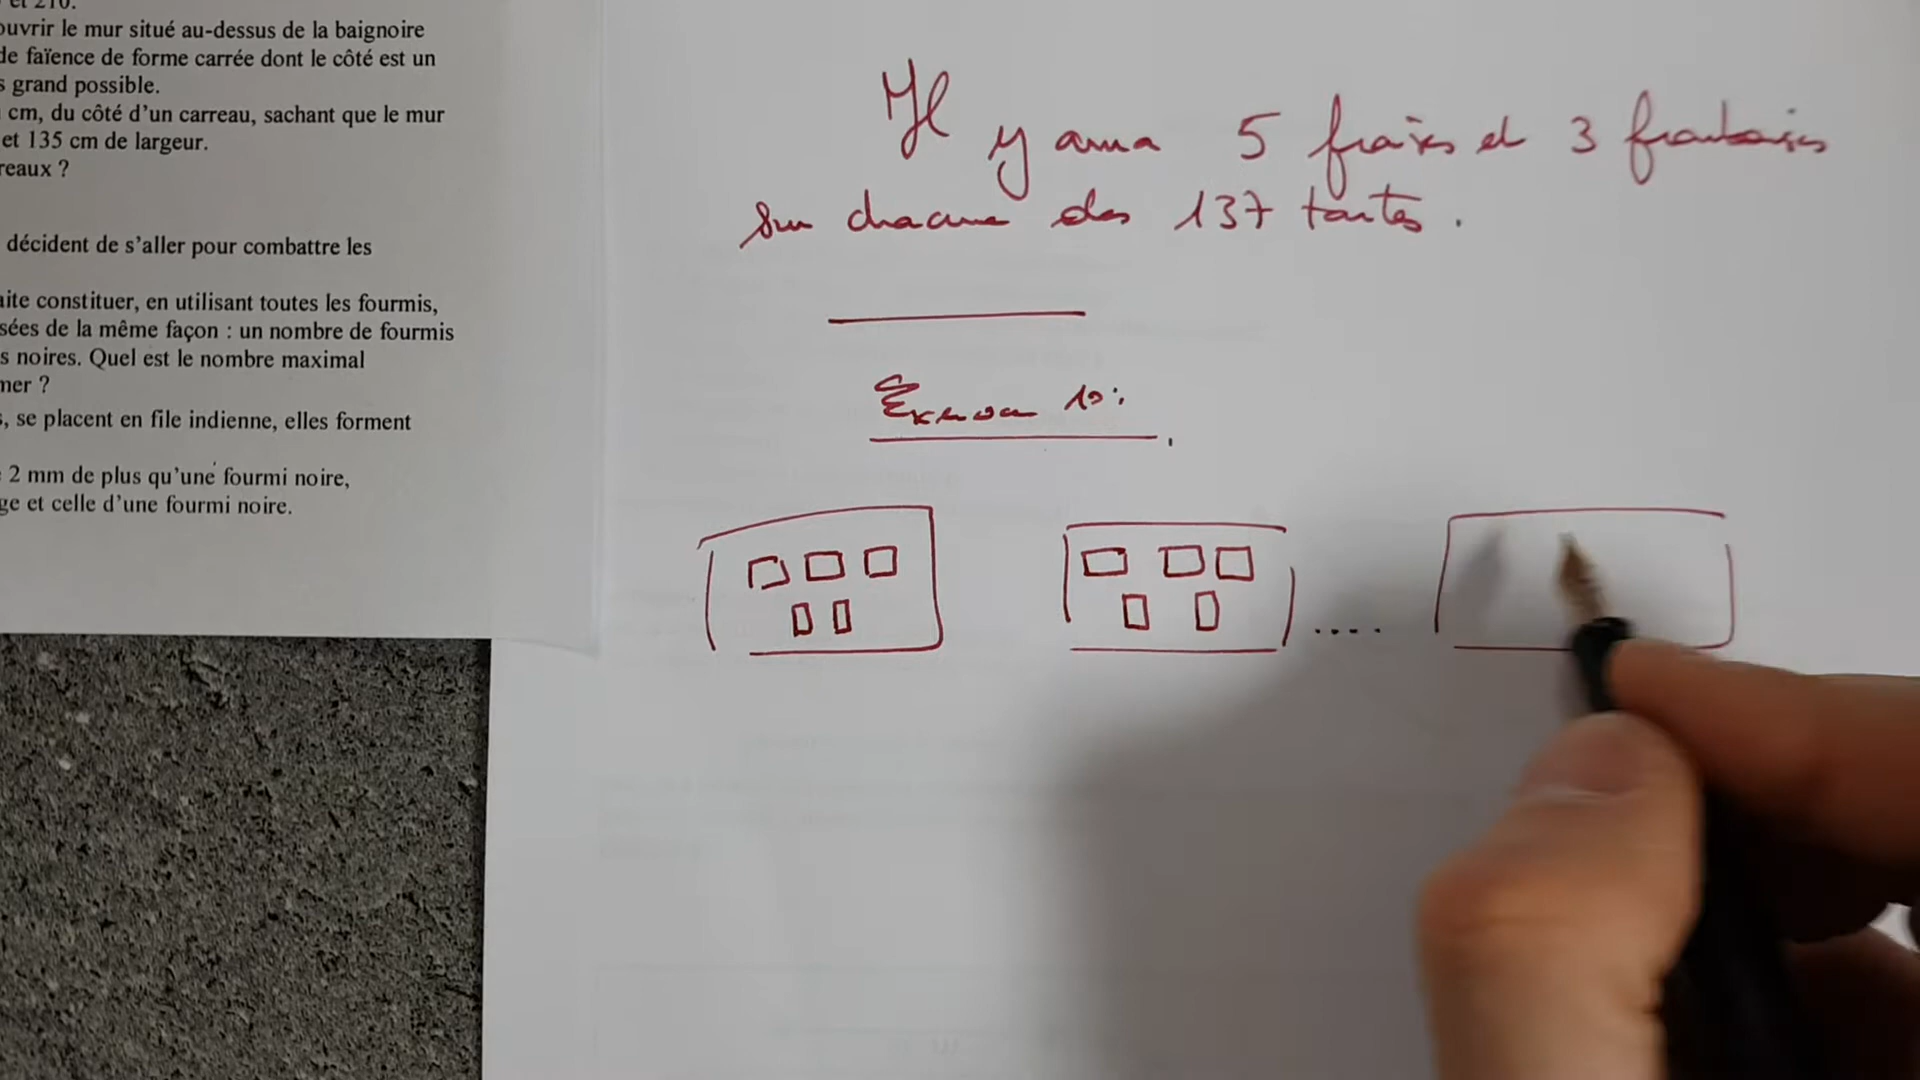 et 210.
ouvrir le mur situé au-dessus de la baignoire
de faïence de forme carrée dont le côté est un
s grand possible.
cm, du côté d’un carreau, sachant que le mur
et 135 cm de largeur.
reaux ?
décident de s’aller pour combattre les
aite constituer, en utilisant toutes les fourmis,
sées de la même façon : un nombre de fourmis
s noires. Quel est le nombre maximal
mer ?
s, se placent en file indienne, elles forment
2 mm de plus qu’une fourmi noire,
ge et celle d’une fourmi noire.
Il y aura 5 fraises et 3 framboises
sur chacune des 137 tartes.
Exercice 10:
....